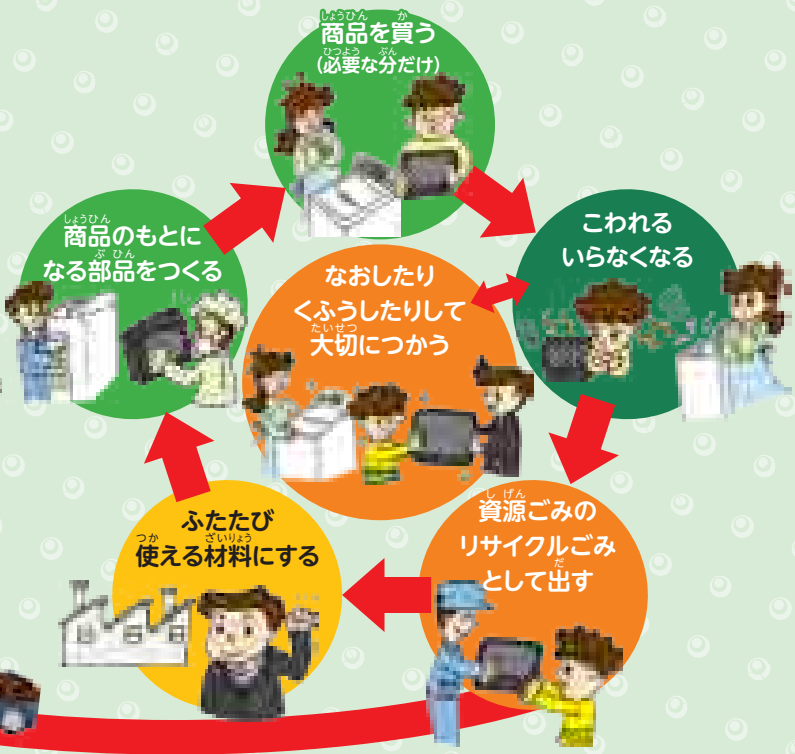 しょうひん か
商品を買う
ひつよう ぶん
(必要な分だけ)
こわれる
いらなくなる
しょうひん
商品のもとに
ぶ ひん
なる部品をつくる
なおしたり
くふうしたりして
たいせつ
大切につかう
し げん
資源ごみの
リサイクルごみ
だ
として出す
ふたたび
つか ざいりょう
使える材料にする